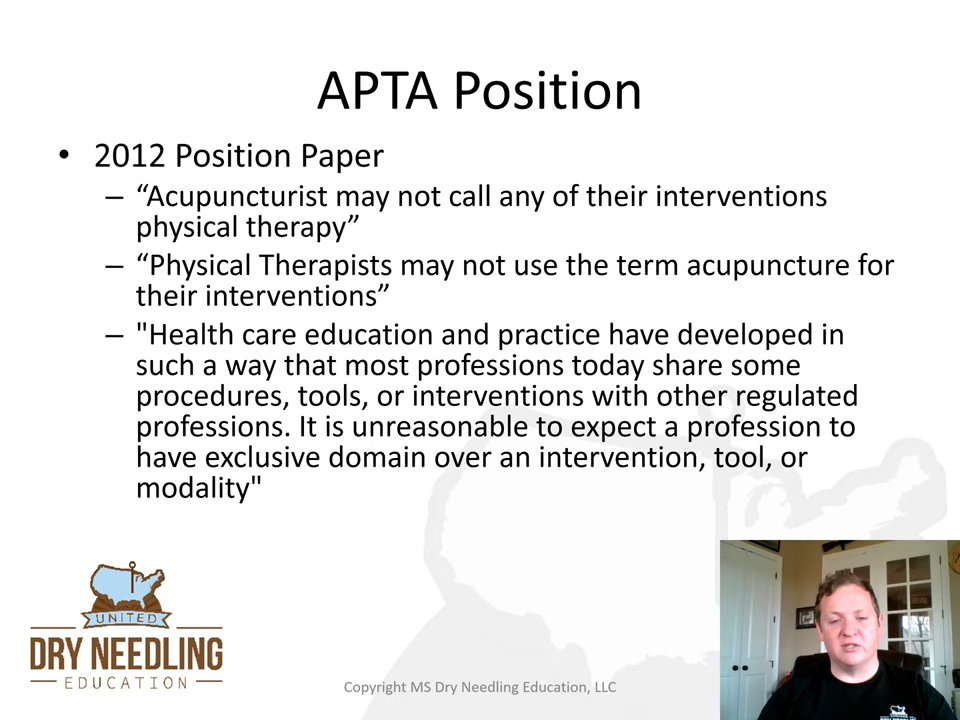 APTA Position
• 2012 Position Paper
– “Acupuncturist may not call any of their interventions
physical therapy”
– “Physical Therapists may not use the term acupuncture for
their interventions”
– "Health care education and practice have developed in
such a way that most professions today share some
procedures, tools, or interventions with other regulated
professions. It is unreasonable to expect a profession to
have exclusive domain over an intervention, tool, or
modality"
UNITED
DRY NEEDLING
EDUCATION
Copyright MS Dry Needling Education, LLC